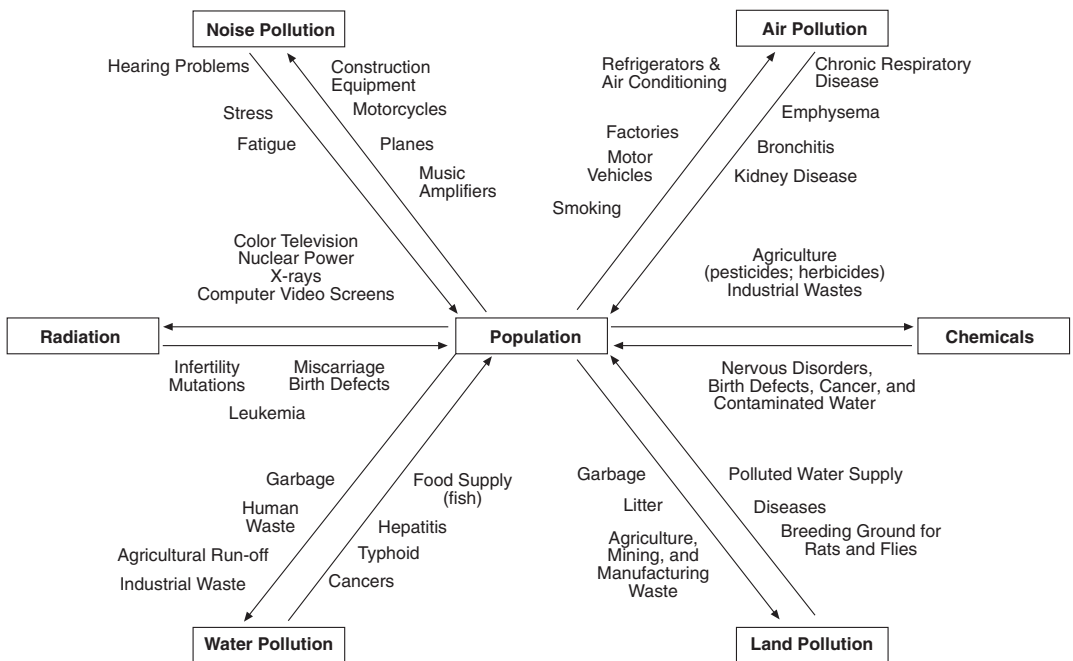 Noise Pollution
Air Pollution
Hearing Problems
Construction
Equipment
Motorcycles
Stress
Fatigue
Planes
Music
Amplifiers
Refrigerators &
Air Conditioning
Chronic Respiratory
Disease
Emphysema
Factories
Bronchitis
Motor
Vehicles
Kidney Disease
Smoking
Color Television
Nuclear Power
X-rays
Computer Video Screens
Agriculture
(pesticides; herbicides)
Industrial Wastes
Radiation
Population
Chemicals
Infertility
Mutations
Miscarriage
Birth Defects
Leukemia
Nervous Disorders,
Birth Defects, Cancer, and
Contaminated Water
Garbage
Human
Waste
Agricultural Run-off
Industrial Waste
Food Supply
(fish)
Hepatitis
Typhoid
Cancers
Garbage
Litter
Agriculture,
Mining, and
Manufacturing
Waste
Polluted Water Supply
Diseases
Breeding Ground for
Rats and Flies
Water Pollution
Land Pollution